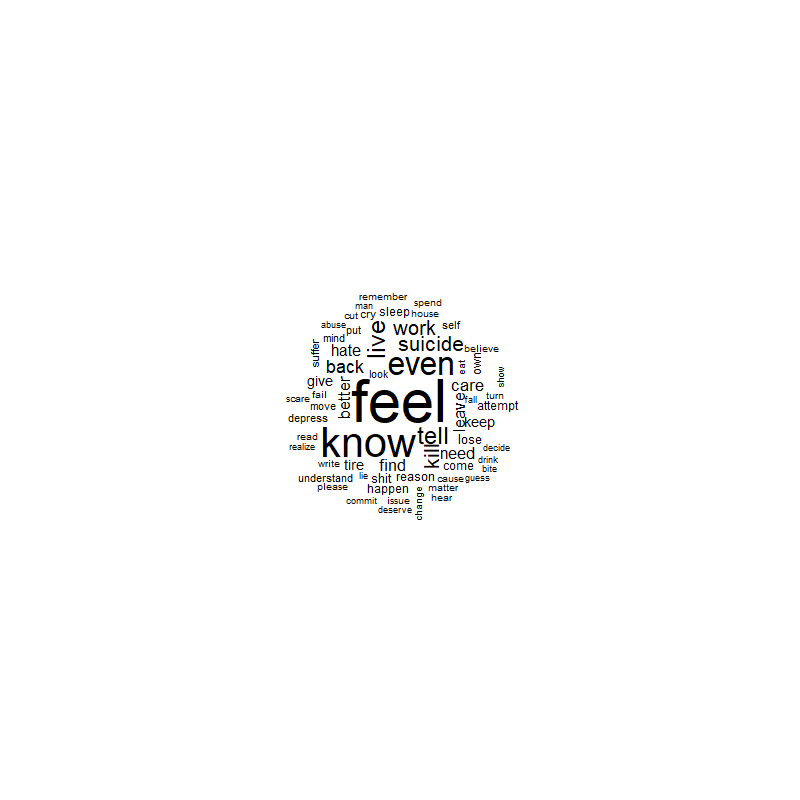 remember
man
spend
cut
cry
sleep
house
abuse
put
live
work
self
mind
suicide
believe
suffer
hate
back
look
even
eat
own
show
give
better
feel
care
scare
fail
move
leave
fall
turn
attempt
depress
know
tell
keep
read
realize
kill
lose
need
decide
write
tire
find
come
drink
bite
understand
lie
shit
reason
cause
guess
please
happen
matter
commit
issue
change
hear
deserve